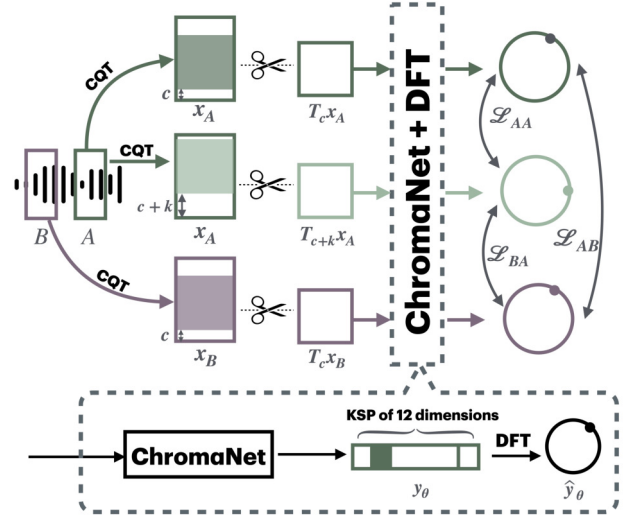 CQT
c
x_A
T_c x_A
CQT
c + k
x_A
T_{c+k} x_A
B
A
CQT
c
x_B
T_c x_B
ChromaNet + DFT
ℒ_AA
ℒ_BA
ℒ_AB
KSP of 12 dimensions
ChromaNet
DFT
y_θ
ŷ_θ